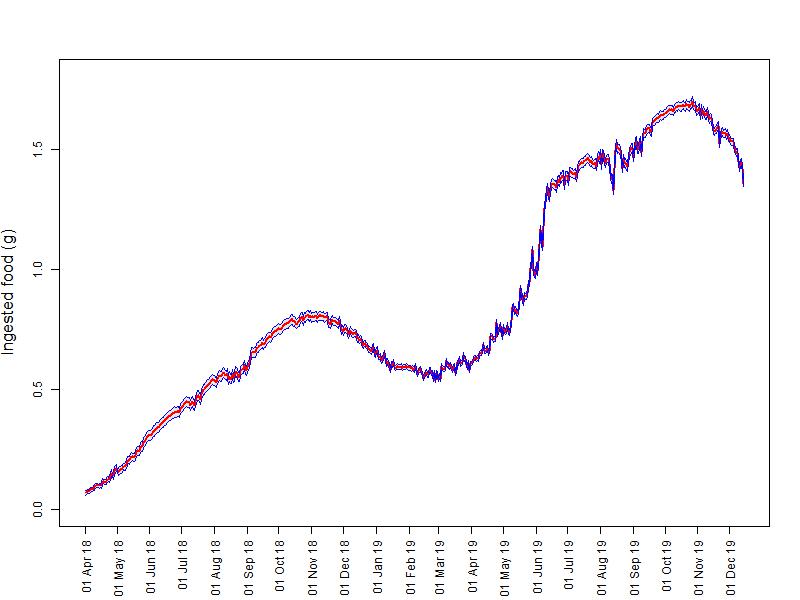 Ingested food (g)
1.5
1.0
0.5
0.0
01 Apr 18
01 May 18
01 Jun 18
01 Jul 18
01 Aug 18
01 Sep 18
01 Oct 18
01 Nov 18
01 Dec 18
01 Jan 19
01 Feb 19
01 Mar 19
01 Apr 19
01 May 19
01 Jun 19
01 Jul 19
01 Aug 19
01 Sep 19
01 Oct 19
01 Nov 19
01 Dec 19